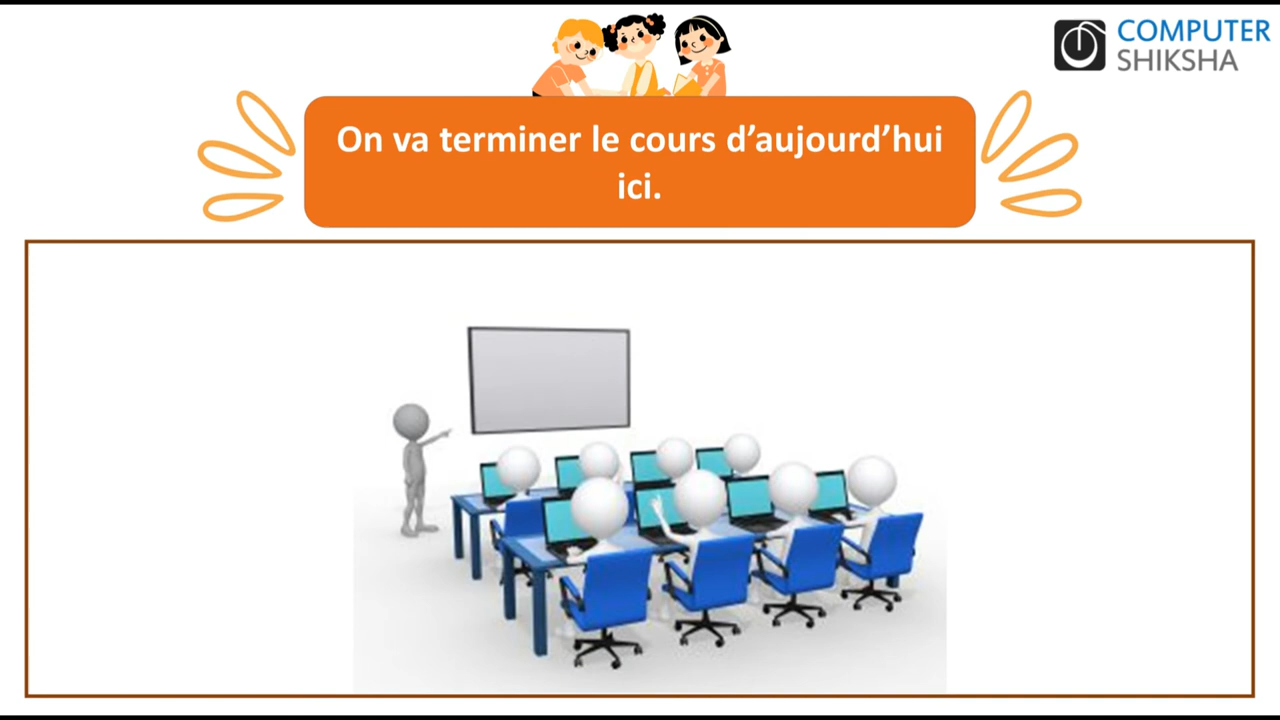 COMPUTER
SHIKSHA
On va terminer le cours d’aujourd’hui
ici.